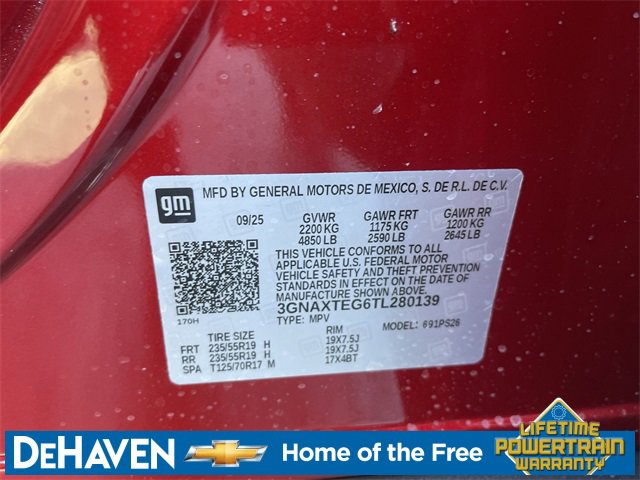 gm MFD BY GENERAL MOTORS DE MEXICO, S. DE R.L. DE C.V.
09/25 GVWR GAWR FRT GAWR RR
2200 KG 1175 KG 1200 KG
4850 LB 2590 LB 2645 LB
THIS VEHICLE CONFORMS TO ALL
APPLICABLE U.S. FEDERAL MOTOR
VEHICLE SAFETY AND THEFT PREVENTION
STANDARDS IN EFFECT ON THE DATE OF
MANUFACTURE SHOWN ABOVE.
3GNAXTEG6TL280139
170H TYPE: MPV MODEL: 691PS26
TIRE SIZE RIM
FRT 235/55R19 H 19X7.5J
RR 235/55R19 H 19X7.5J
SPA T125/70R17 M 17X4BT
DEHAVEN Home of the Free
LIFETIME
POWERTRAIN
WARRANTY